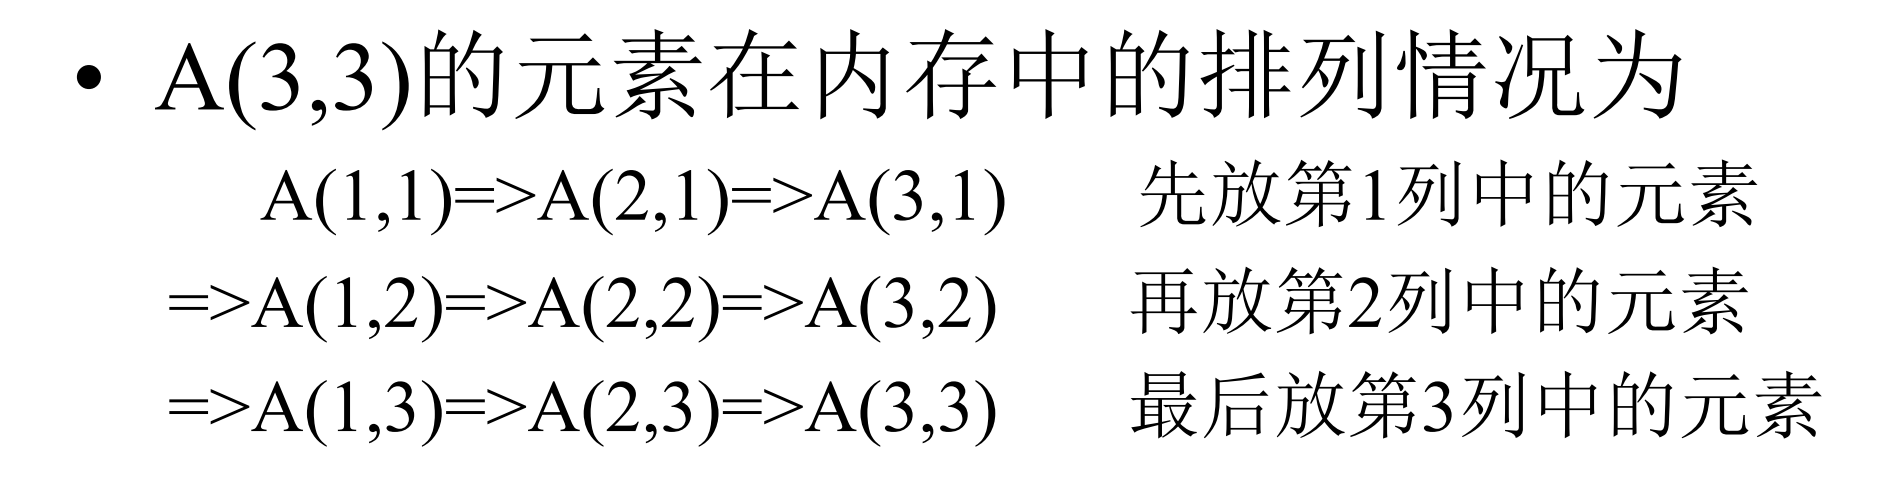 • A(3,3)的元素在内存中的排列情况为
A(1,1)=>A(2,1)=>A(3,1) 先放第1列中的元素
=>A(1,2)=>A(2,2)=>A(3,2) 再放第2列中的元素
=>A(1,3)=>A(2,3)=>A(3,3) 最后放第3列中的元素